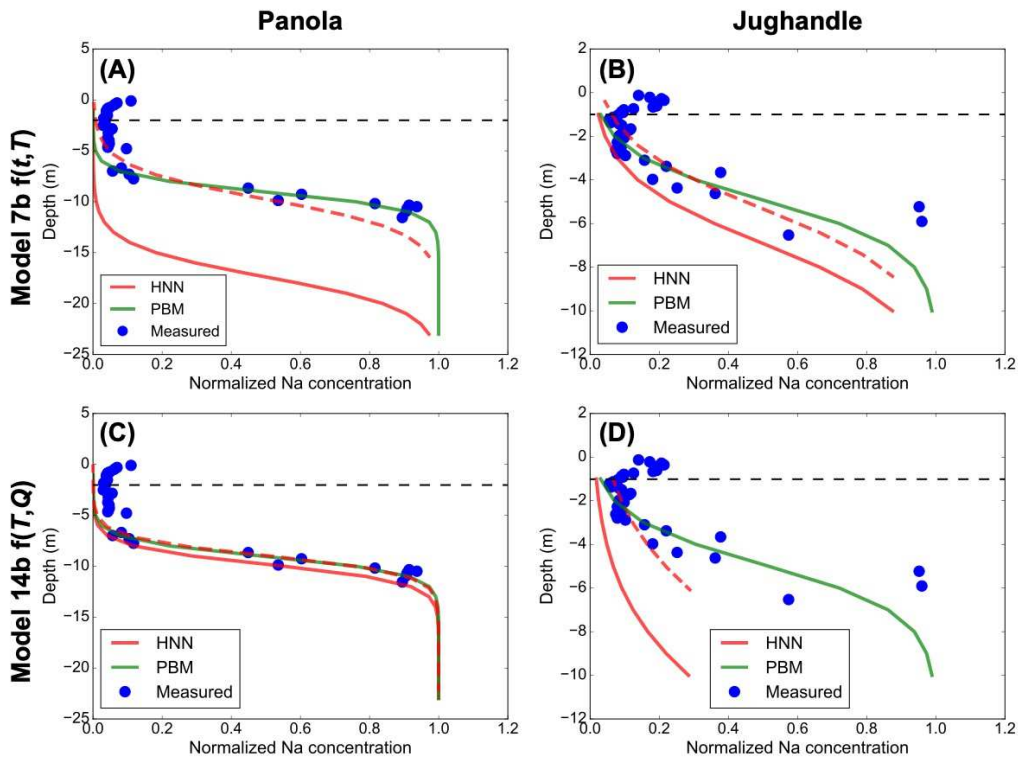 Panola
Jughandle
Model 7b f(t,T)
(A)
5
0
−5
−10
−15
−20
−25
Depth (m)
HNN
PBM
Measured
0.0 0.2 0.4 0.6 0.8 1.0 1.2
Normalized Na concentration
(B)
2
0
−2
−4
−6
−8
−10
−12
Depth (m)
HNN
PBM
Measured
0.0 0.2 0.4 0.6 0.8 1.0 1.2
Normalized Na concentration
Model 14b f(T,Q)
(C)
5
0
−5
−10
−15
−20
−25
Depth (m)
HNN
PBM
Measured
0.0 0.2 0.4 0.6 0.8 1.0 1.2
Normalized Na concentration
(D)
2
0
−2
−4
−6
−8
−10
−12
Depth (m)
HNN
PBM
Measured
0.0 0.2 0.4 0.6 0.8 1.0 1.2
Normalized Na concentration